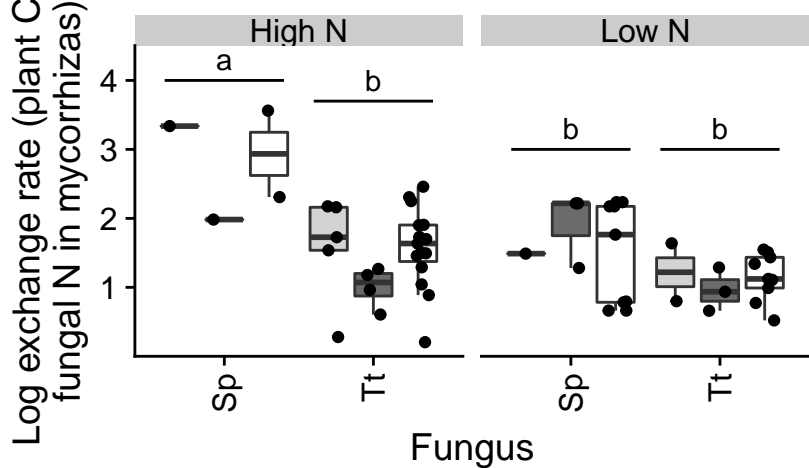 Log exchange rate (plant C
fungal N in mycorrhizas)
High N
Low N
4
3
2
1
a
b
b
b
Sp
Tt
Sp
Tt
Fungus